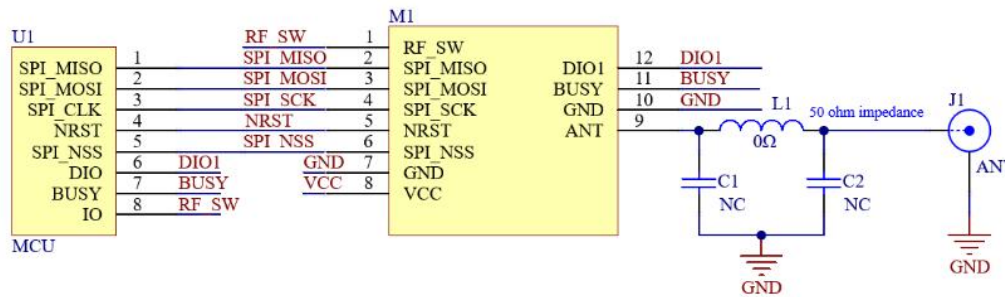 M1
U1
RF_SW 1 RF_SW
SPI_MISO 1 SPI_MISO 2 SPI_MISO DIO1 12 DIO1
SPI_MOSI 2 SPI_MOSI 3 SPI_MOSI BUSY 11 BUSY
SPI_CLK 3 SPI_SCK 4 SPI_SCK GND 10 GND L1 50 ohm impedance J1
NRST 4 NRST 5 NRST ANT 9
SPI_NSS 5 SPI_NSS 6 SPI_NSS 0Ω
DIO 6 DIO1 GND 7 GND
BUSY 7 BUSY VCC 8 VCC C1 C2 ANT
IO 8 RF_SW NC NC
MCU
GND GND